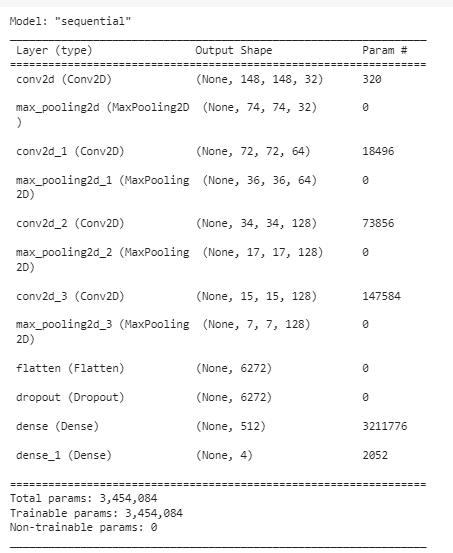 Model: "sequential"
Layer (type) Output Shape Param #
conv2d (Conv2D) (None, 148, 148, 32) 320
max_pooling2d (MaxPooling2D (None, 74, 74, 32) 0
)
conv2d_1 (Conv2D) (None, 72, 72, 64) 18496
max_pooling2d_1 (MaxPooling (None, 36, 36, 64) 0
2D)
conv2d_2 (Conv2D) (None, 34, 34, 128) 73856
max_pooling2d_2 (MaxPooling (None, 17, 17, 128) 0
2D)
conv2d_3 (Conv2D) (None, 15, 15, 128) 147584
max_pooling2d_3 (MaxPooling (None, 7, 7, 128) 0
2D)
flatten (Flatten) (None, 6272) 0
dropout (Dropout) (None, 6272) 0
dense (Dense) (None, 512) 3211776
dense_1 (Dense) (None, 4) 2052
Total params: 3,454,084
Trainable params: 3,454,084
Non-trainable params: 0